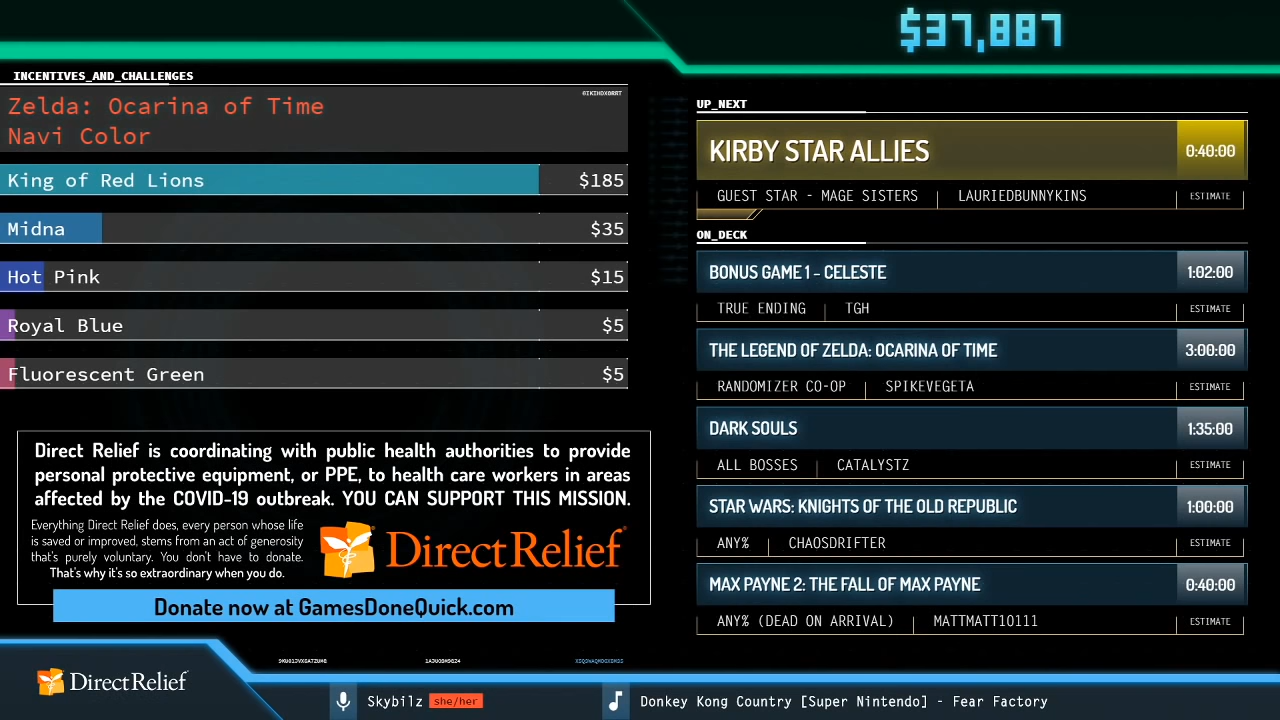 $37,887
INCENTIVES_AND_CHALLENGES
Zelda: Ocarina of Time
Navi Color
King of Red Lions $185
Midna $35
Hot Pink $15
Royal Blue $5
Fluorescent Green $5
Direct Relief is coordinating with public health authorities to provide
personal protective equipment, or PPE, to health care workers in areas
affected by the COVID-19 outbreak. YOU CAN SUPPORT THIS MISSION.
Everything Direct Relief does, every person whose life
is saved or improved, stems from an act of generosity
that's purely voluntary. You don't have to donate.
That's why it's so extraordinary when you do.
DirectRelief
Donate now at GamesDoneQuick.com
UP_NEXT
KIRBY STAR ALLIES 0:40:00
GUEST STAR - MAGE SISTERS LAURIEDBUNNYKINS ESTIMATE
ON_DECK
BONUS GAME 1 - CELESTE 1:02:00
TRUE ENDING TGH ESTIMATE
THE LEGEND OF ZELDA: OCARINA OF TIME 3:00:00
RANDOMIZER CO-OP SPIKEVEGETA ESTIMATE
DARK SOULS 1:35:00
ALL BOSSES CATALYSTZ ESTIMATE
STAR WARS: KNIGHTS OF THE OLD REPUBLIC 1:00:00
ANY% CHAOSDRIFTER ESTIMATE
MAX PAYNE 2: THE FALL OF MAX PAYNE 0:40:00
ANY% (DEAD ON ARRIVAL) MATTMATT10111 ESTIMATE
DirectRelief
Skybilz she/her
Donkey Kong Country [Super Nintendo] - Fear Factory